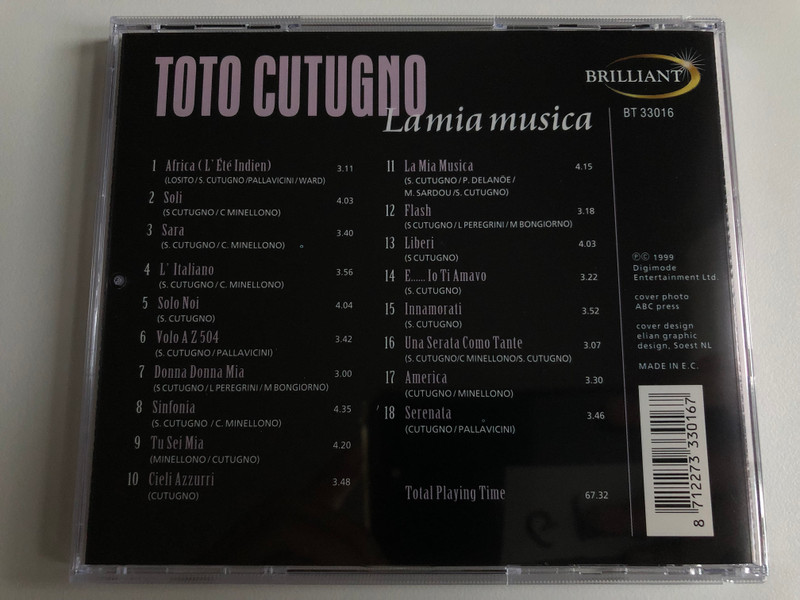 TOTO CUTUGNO
La mia musica
BRILLIANT
BT 33016
1 Africa ( L' Été Indien) 3.11
(LOSITO / S. CUTUGNO /PALLAVICINI / WARD)
2 Soli 4.03
(S CUTUGNO / C MINELLONO)
3 Sara 3.40
(S. CUTUGNO / C. MINELLONO)
4 L' Italiano 3.56
(S. CUTUGNO / C. MINELLONO)
5 Solo Noi 4.04
(S. CUTUGNO)
6 Volo A Z 504 3.42
(S. CUTUGNO / PALLAVICINI)
7 Donna Donna Mia 3.00
(S CUTUGNO / L PEREGRINI / M BONGIORNO)
8 Sinfonia 4.35
(S. CUTUGNO / C. MINELLONO)
9 Tu Sei Mia 4.20
(MINELLONO / CUTUGNO)
10 Cieli Azzurri 3.48
(CUTUGNO)
11 La Mia Musica 4.15
(S. CUTUGNO / P. DELANÖE /
M. SARDOU /S. CUTUGNO)
12 Flash 3.18
(S CUTUGNO / L PEREGRINI / M BONGIORNO)
13 Liberi 4.03
(S CUTUGNO)
14 E...... Io Ti Amavo 3.22
(S. CUTUGNO)
15 Innamorati 3.52
(S. CUTUGNO)
16 Una Serata Como Tante 3.07
(S. CUTUGNO/C MINELLONO/S. CUTUGNO)
17 America 3.30
(CUTUGNO / MINELLONO)
18 Serenata 3.46
(CUTUGNO / PALLAVICINI)
Total Playing Time 67.32
℗© 1999
Digimode
Entertainment Ltd.
cover photo
ABC press
cover design
elian graphic
design, Soest NL
MADE IN E.C.
8 712273 330167